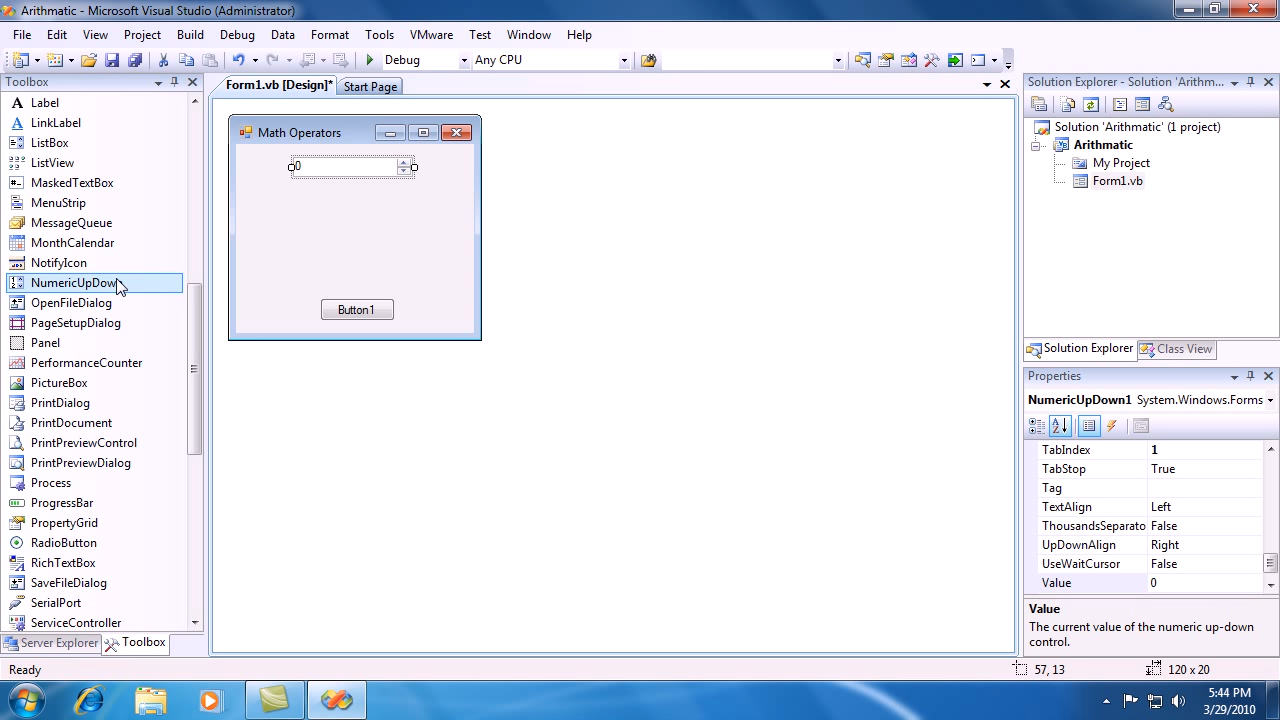 Arithmatic - Microsoft Visual Studio (Administrator)
File Edit View Project Build Debug Data Format Tools VMware Test Window Help
Debug Any CPU
Toolbox
Label
LinkLabel
ListBox
ListView
MaskedTextBox
MenuStrip
MessageQueue
MonthCalendar
NotifyIcon
NumericUpDown
OpenFileDialog
PageSetupDialog
Panel
PerformanceCounter
PictureBox
PrintDialog
PrintDocument
PrintPreviewControl
PrintPreviewDialog
Process
ProgressBar
PropertyGrid
RadioButton
RichTextBox
SaveFileDialog
SerialPort
ServiceController
Server Explorer Toolbox
Form1.vb [Design]* Start Page
Math Operators
0
Button1
Solution Explorer - Solution 'Arithm...
Solution 'Arithmatic' (1 project)
Arithmatic
My Project
Form1.vb
Solution Explorer Class View
Properties
NumericUpDown1 System.Windows.Forms
TabIndex 1
TabStop True
Tag
TextAlign Left
ThousandsSeparato False
UpDownAlign Right
UseWaitCursor False
Value 0
Value
The current value of the numeric up-down
control.
Ready 57, 13 120 x 20
5:44 PM
3/29/2010